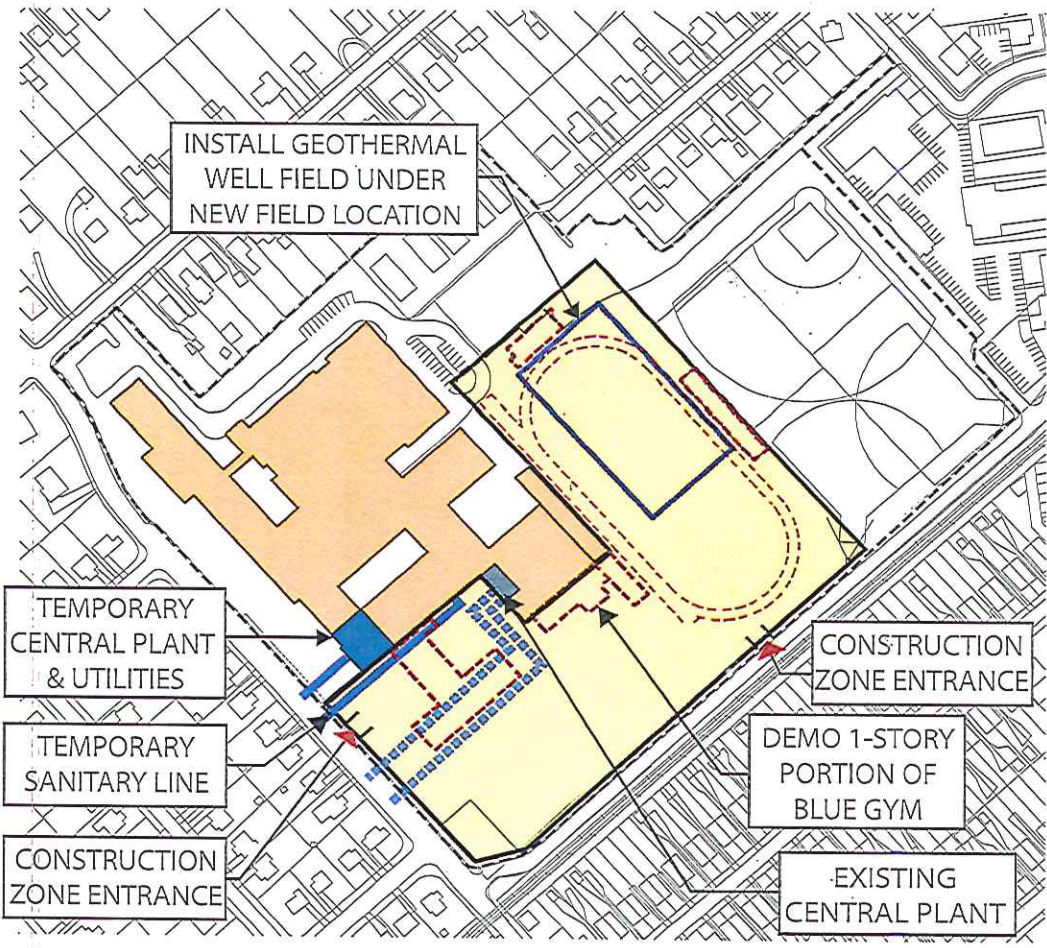 INSTALL GEOTHERMAL
WELL FIELD UNDER
NEW FIELD LOCATION
TEMPORARY
CENTRAL PLANT
& UTILITIES
TEMPORARY
SANITARY LINE
CONSTRUCTION
ZONE ENTRANCE
CONSTRUCTION
ZONE ENTRANCE
DEMO 1-STORY
PORTION OF
BLUE GYM
EXISTING
CENTRAL PLANT